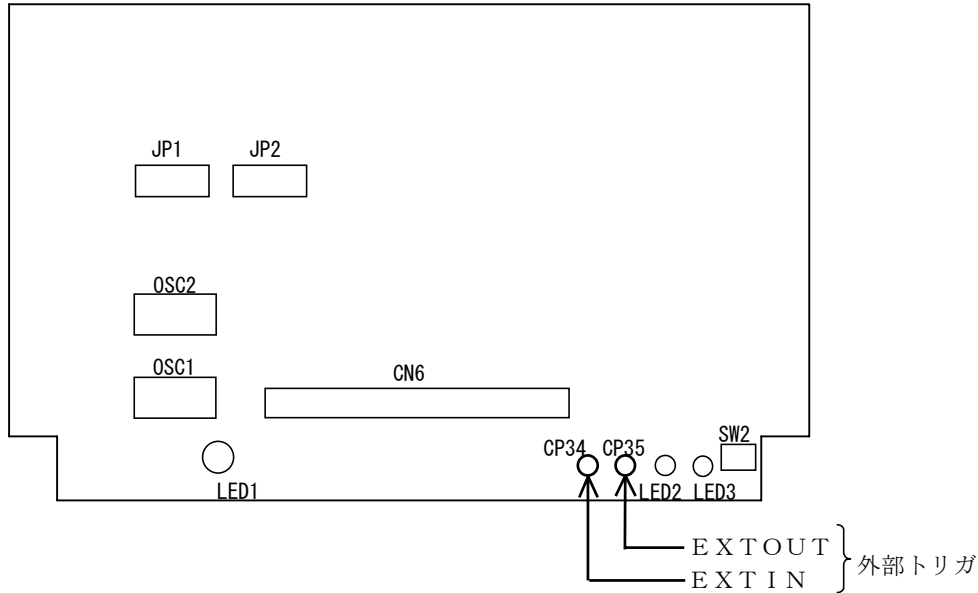 JP1 JP2
OSC2
OSC1
CN6
SW2
CP34 CP35
LED1
LED2 LED3
ＥＸＴＯＵＴ
ＥＸＴＩＮ
外部トリガ